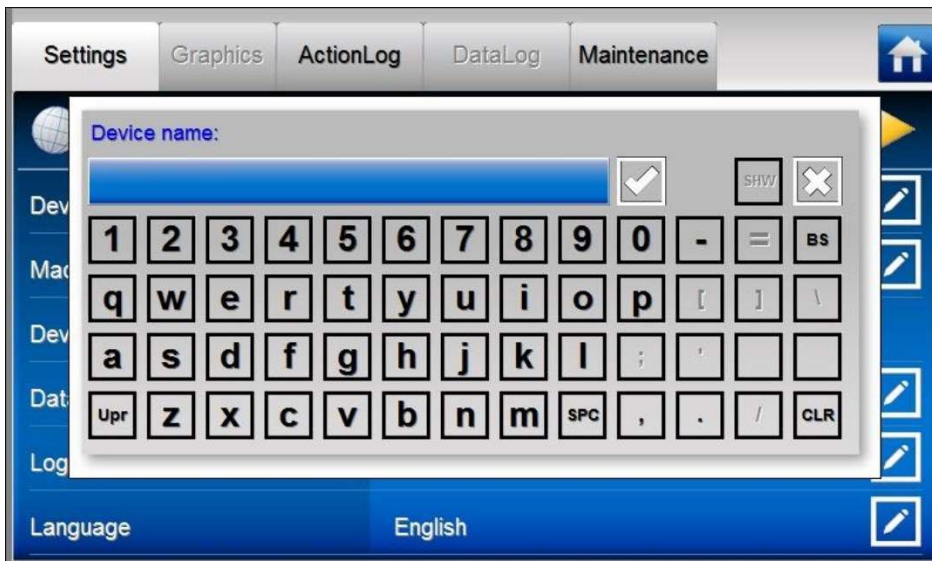 Settings Graphics ActionLog DataLog Maintenance
Device name:
SHW
Dev
1 2 3 4 5 6 7 8 9 0 - = BS
Mac
q w e r t y u i o p [ ] \
Dev
a s d f g h j k l ; '
Dat
Upr z x c v b n m SPC , . / CLR
Log
Language English